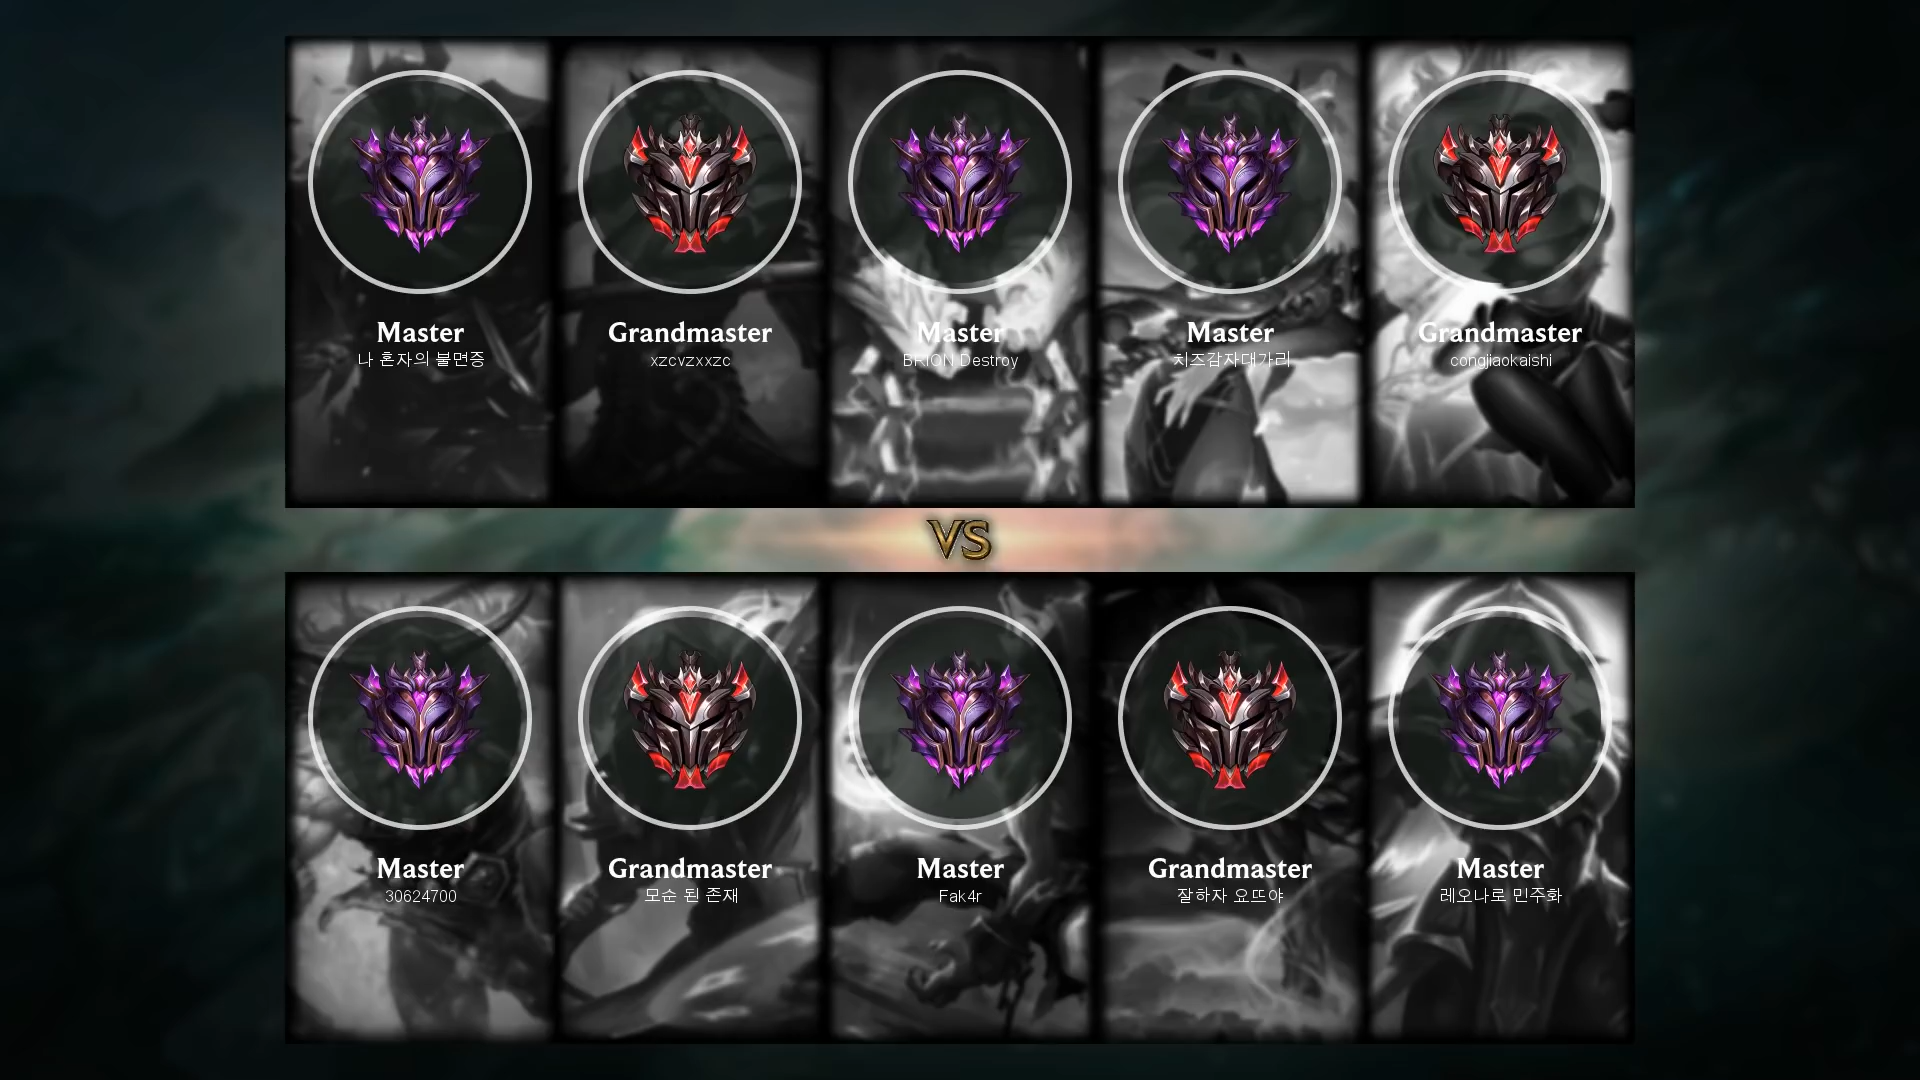 Master
나 혼자의 불면증
Grandmaster
xzcvzxxzc
Master
BRION Destroy
Master
치즈감자대가리
Grandmaster
congjiaokaishi
VS
Master
30624700
Grandmaster
모순 된 존재
Master
Fak4r
Grandmaster
잘하자 요뜨야
Master
레오나로 민주화